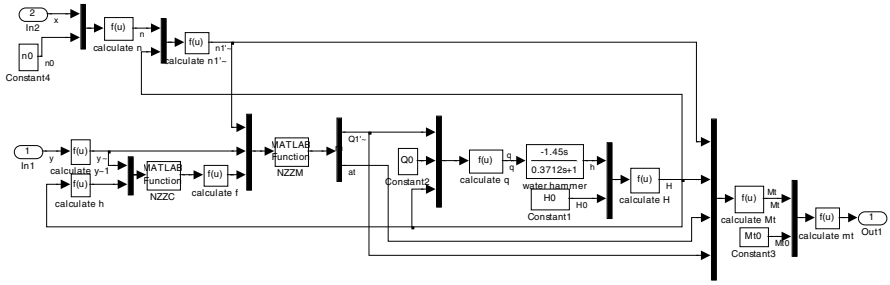 2
In2
x
n0
Constant4
n0
f(u)
calculate n
n
f(u)
calculate n1'~
n1'~
1
In1
y
f(u)
calculate y~1
y~
f(u)
calculate h
MATLAB
Function
NZZC
f(u)
calculate f
MATLAB
Function
NZZM
Q1'~
at
Q0
Constant2
f(u)
calculate q
q
q
-1.45s
0.3712s+1
water hammer
h
H0
Constant1
H0
f(u)
calculate H
H
f(u)
calculate Mt
Mt
Mt
Mt0
Constant3
Mt0
f(u)
calculate mt
1
Out1